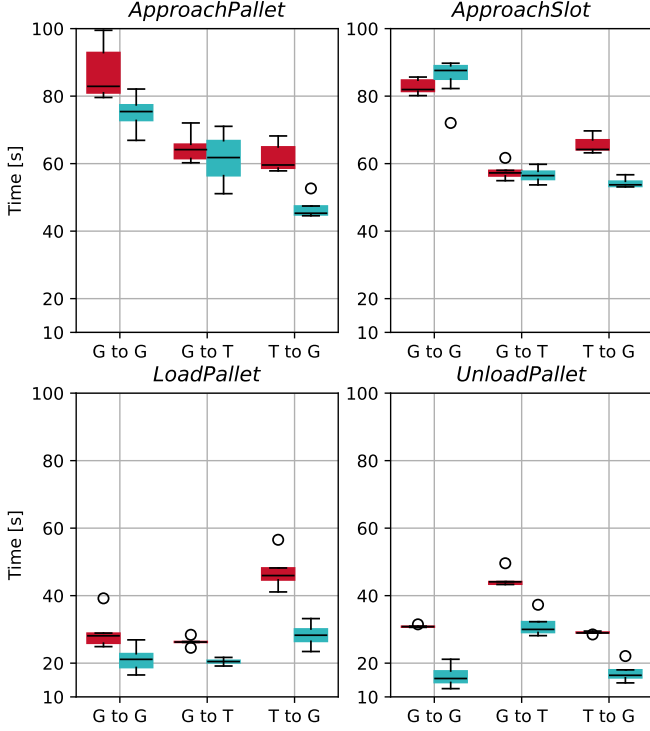 ApproachPallet
ApproachSlot
100
80
60
40
20
10
Time [s]
G to G
G to T
T to G
100
80
60
40
20
10
G to G
G to T
T to G
LoadPallet
UnloadPallet
100
80
60
40
20
10
Time [s]
G to G
G to T
T to G
100
80
60
40
20
10
G to G
G to T
T to G